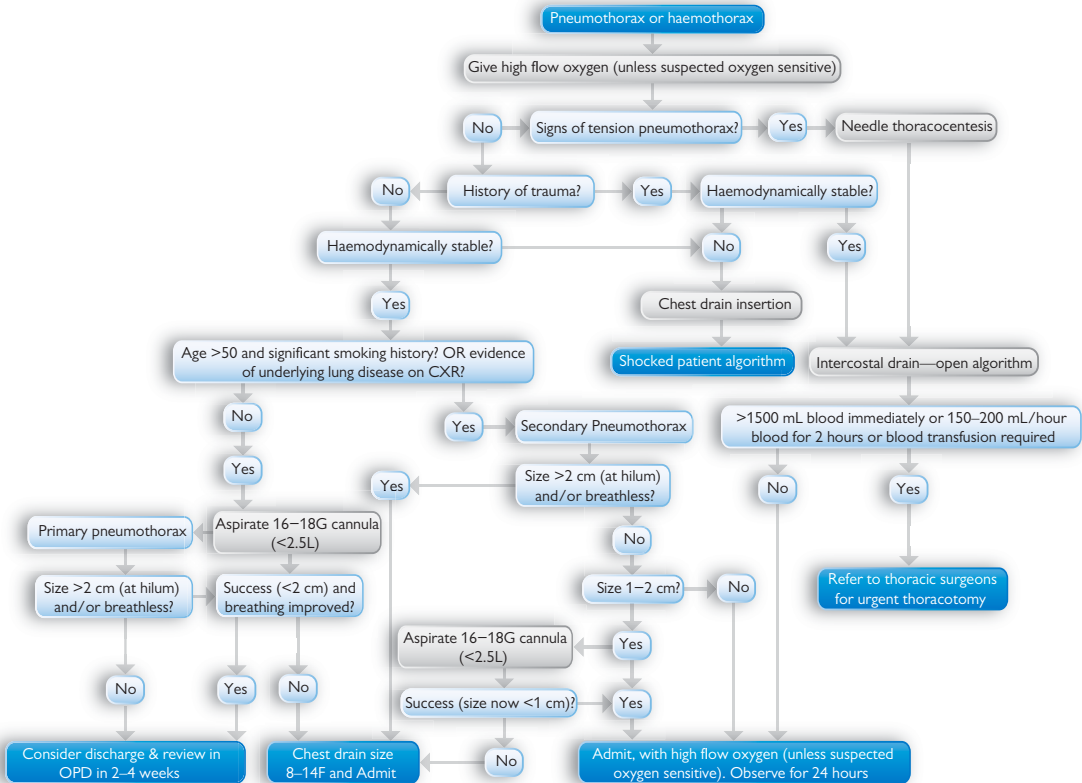 Pneumothorax or haemothorax
Give high flow oxygen (unless suspected oxygen sensitive)
No
Signs of tension pneumothorax?
Yes
Needle thoracocentesis
No
History of trauma?
Yes
Haemodynamically stable?
Haemodynamically stable?
No
Yes
Yes
Chest drain insertion
Age >50 and significant smoking history? OR evidence
of underlying lung disease on CXR?
Shocked patient algorithm
Intercostal drain—open algorithm
No
Yes
Secondary Pneumothorax
>1500 mL blood immediately or 150–200 mL/hour
blood for 2 hours or blood transfusion required
Yes
Yes
Size >2 cm (at hilum)
and/or breathless?
No
Yes
Primary pneumothorax
Aspirate 16–18G cannula
(<2.5L)
No
Size >2 cm (at hilum)
and/or breathless?
Success (<2 cm) and
breathing improved?
Size 1–2 cm?
No
Refer to thoracic surgeons
for urgent thoracotomy
Aspirate 16–18G cannula
(<2.5L)
Yes
No
Yes
No
Success (size now <1 cm)?
Yes
Consider discharge & review in
OPD in 2–4 weeks
Chest drain size
8–14F and Admit
No
Admit, with high flow oxygen (unless suspected
oxygen sensitive). Observe for 24 hours